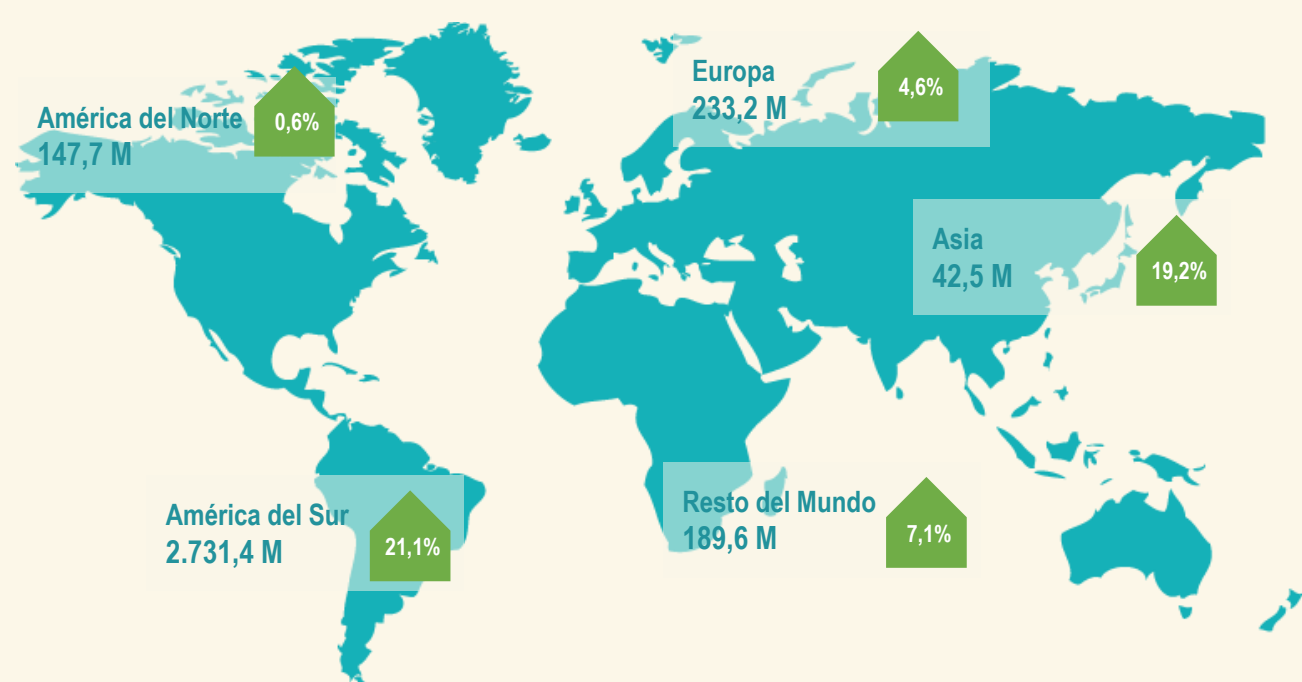 América del Norte
147,7 M
0,6%
Europa
233,2 M
4,6%
Asia
42,5 M
19,2%
América del Sur
2.731,4 M
21,1%
Resto del Mundo
189,6 M
7,1%